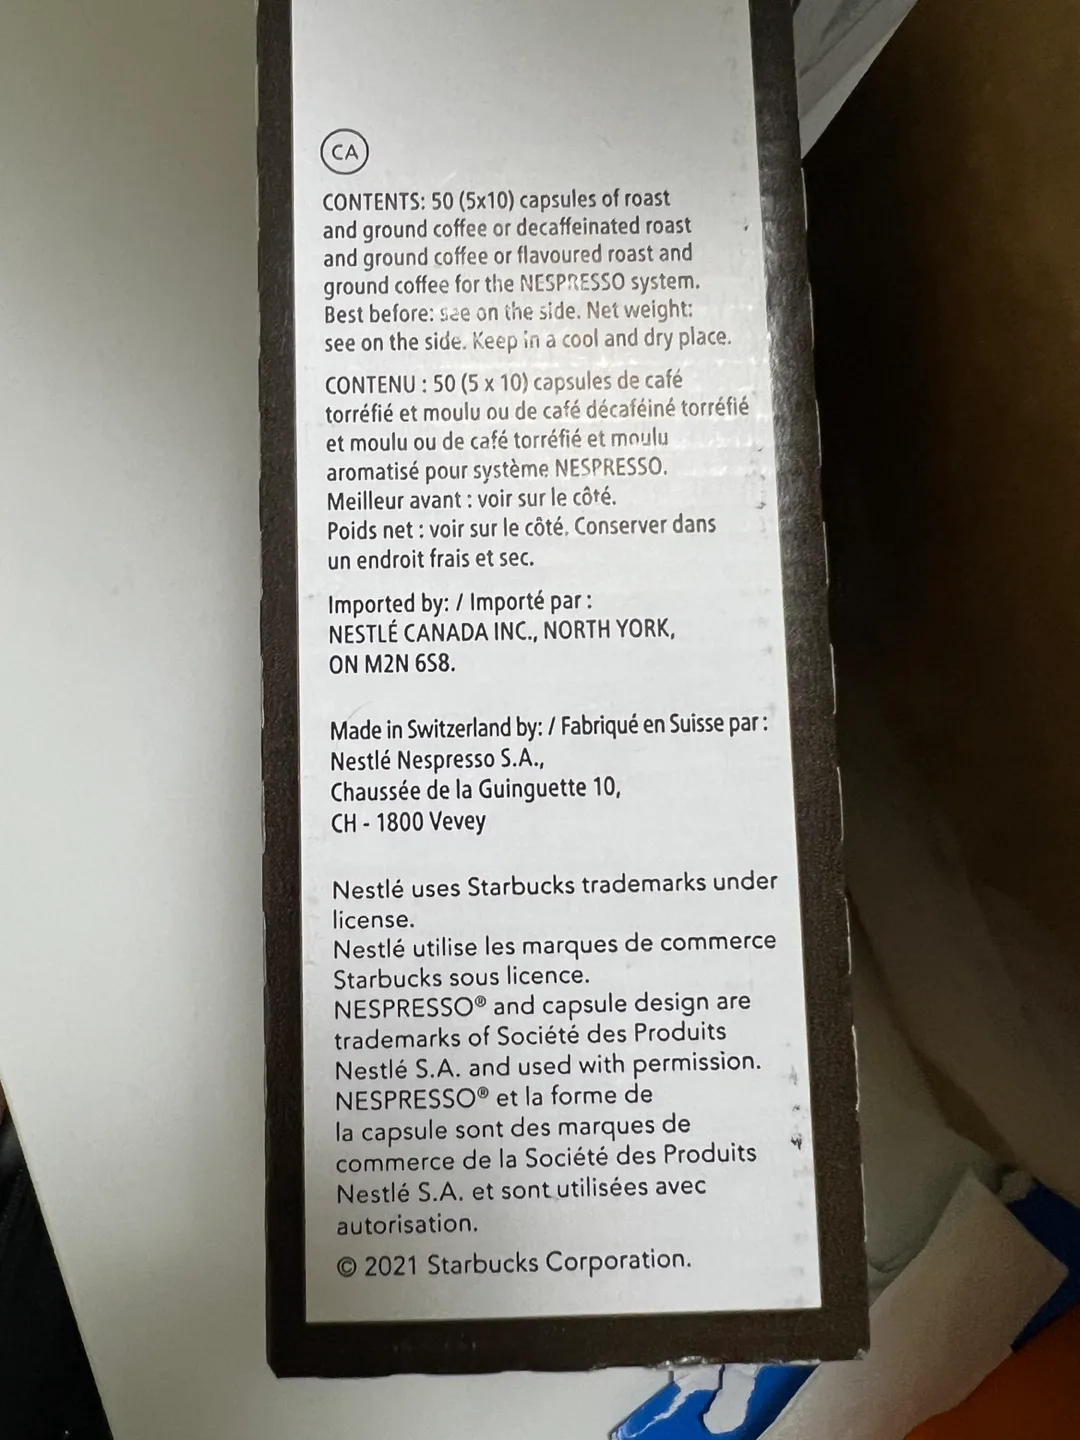 CA
CONTENTS: 50 (5x10) capsules of roast
and ground coffee or decaffeinated roast
and ground coffee or flavoured roast and
ground coffee for the NESPRESSO system.
Best before: see on the side. Net weight:
see on the side. Keep in a cool and dry place.
CONTENU : 50 (5 x 10) capsules de café
torréfié et moulu ou de café décaféiné torréfié
et moulu ou de café torréfié et moulu
aromatisé pour système NESPRESSO.
Meilleur avant : voir sur le côté.
Poids net : voir sur le côté. Conserver dans
un endroit frais et sec.
Imported by: / Importé par :
NESTLÉ CANADA INC., NORTH YORK,
ON M2N 6S8.
Made in Switzerland by: / Fabriqué en Suisse par :
Nestlé Nespresso S.A.,
Chaussée de la Guinguette 10,
CH - 1800 Vevey
Nestlé uses Starbucks trademarks under
license.
Nestlé utilise les marques de commerce
Starbucks sous licence.
NESPRESSO® and capsule design are
trademarks of Société des Produits
Nestlé S.A. and used with permission.
NESPRESSO® et la forme de
la capsule sont des marques de
commerce de la Société des Produits
Nestlé S.A. et sont utilisées avec
autorisation.
© 2021 Starbucks Corporation.